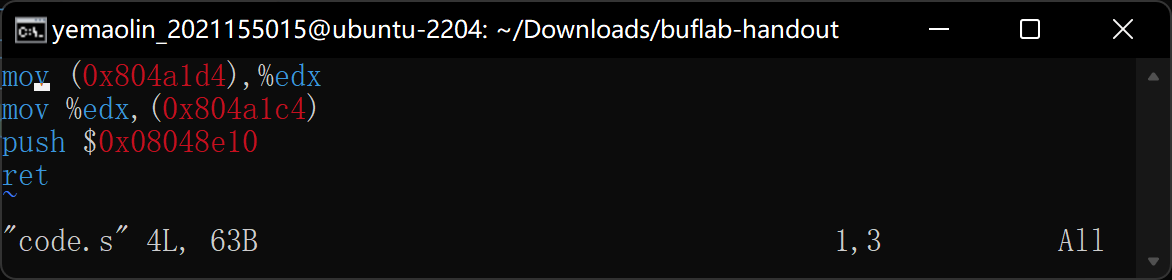 yemaolin_2021155015@ubuntu-2204: ~/Downloads/buflab-handout
mov (0x804a1d4),%edx
mov %edx,(0x804a1c4)
push $0x08048e10
ret
~
"code.s" 4L, 63B 1,3 All